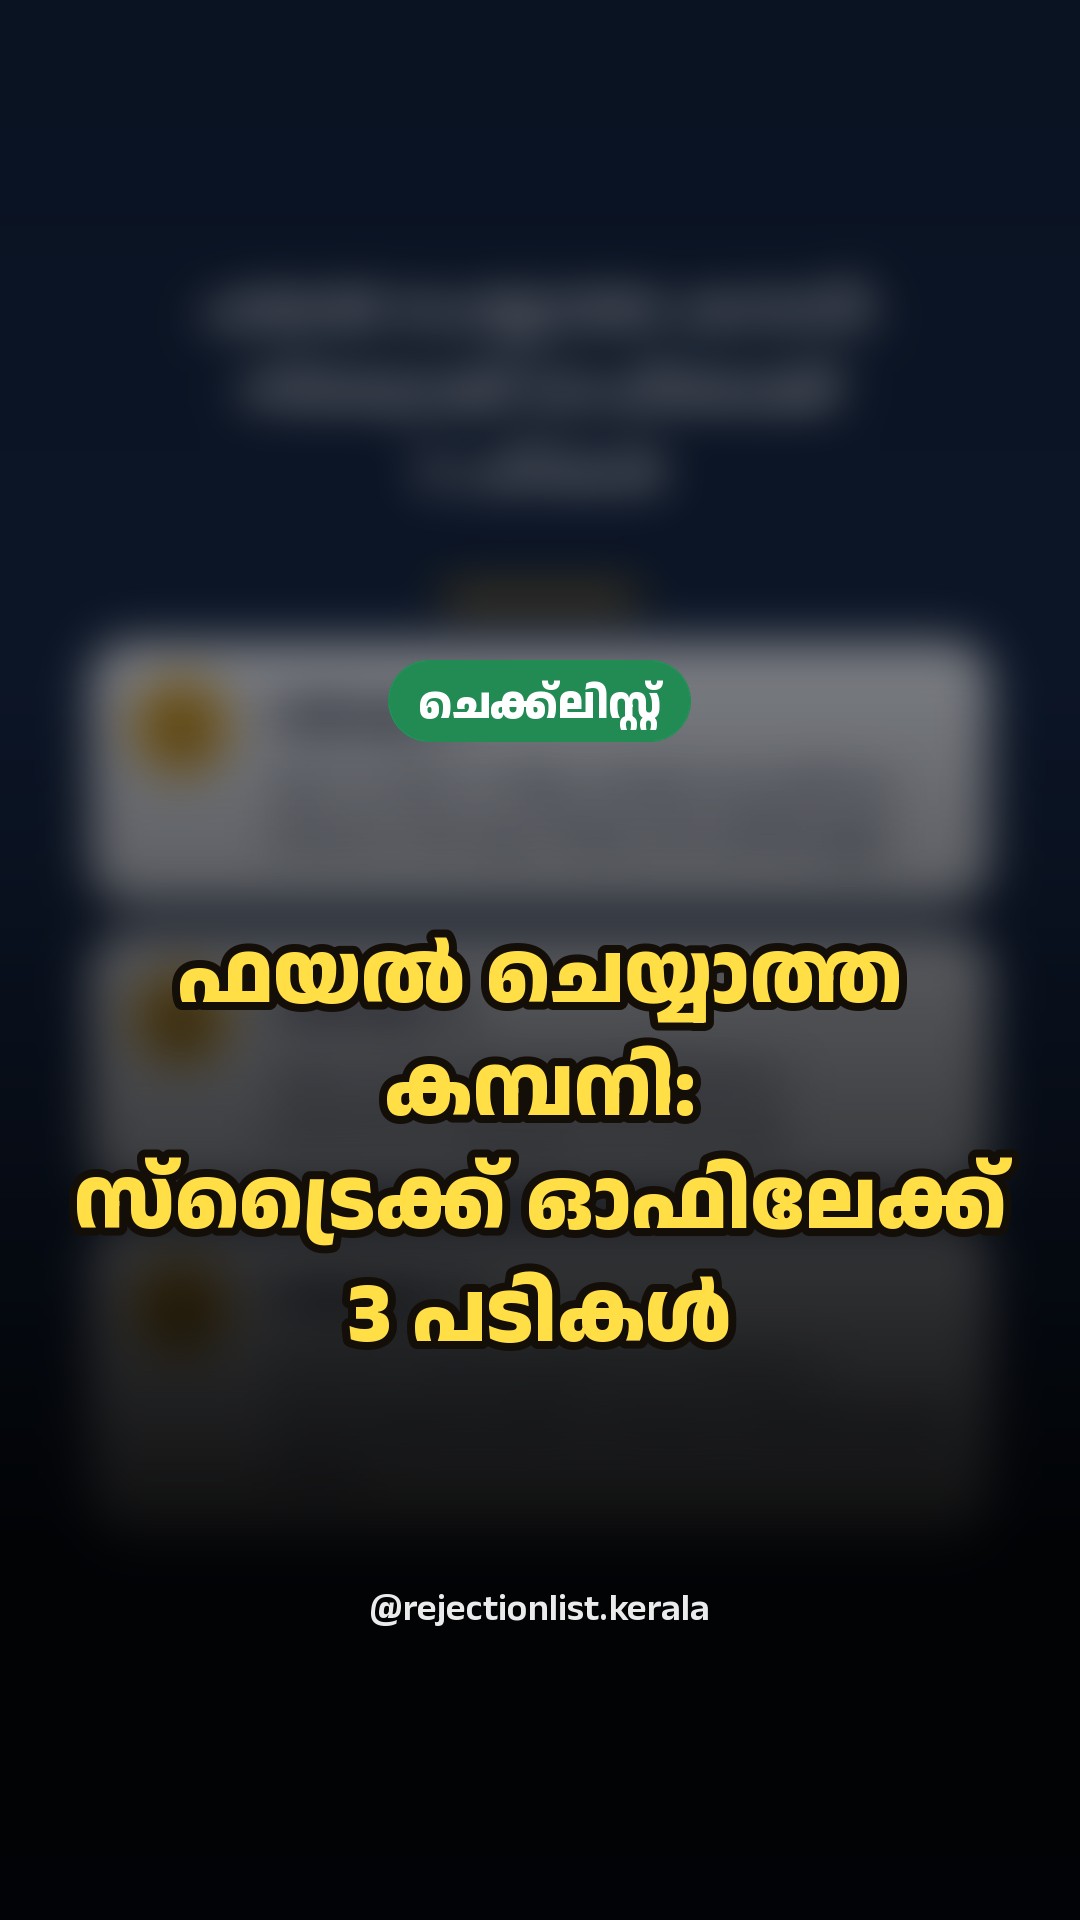 ചെക്ക്‌ലിസ്റ്റ്
ഫയൽ ചെയ്യാത്ത
കമ്പനി:
സ്ട്രൈക്ക് ഓഫിലേക്ക്
3 പടികൾ
@rejectionlist.kerala